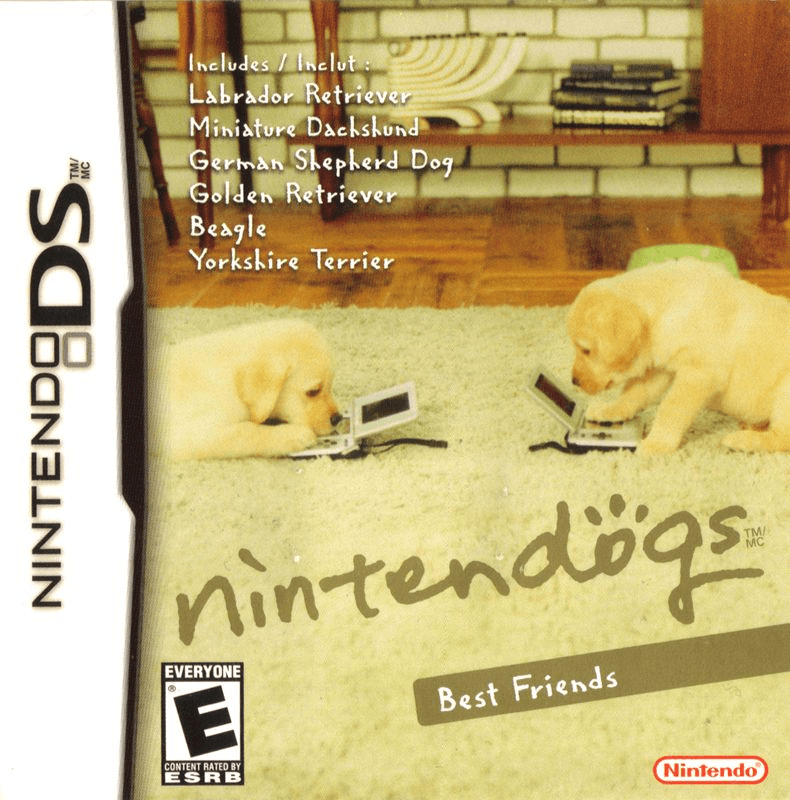 NINTENDO DS TM/MC
Includes / Inclut :
Labrador Retriever
Miniature Dachshund
German Shepherd Dog
Golden Retriever
Beagle
Yorkshire Terrier
nintendögs TM/MC
Best Friends
EVERYONE
®
E
CONTENT RATED BY
ESRB
Nintendo®